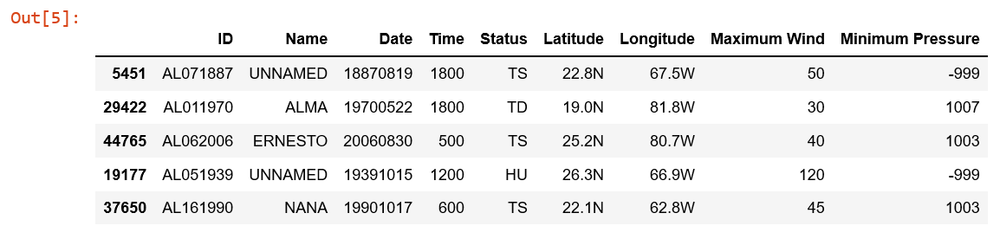 Out[5]:
ID Name Date Time Status Latitude Longitude Maximum Wind Minimum Pressure
5451 AL071887 UNNAMED 18870819 1800 TS 22.8N 67.5W 50 -999
29422 AL011970 ALMA 19700522 1800 TD 19.0N 81.8W 30 1007
44765 AL062006 ERNESTO 20060830 500 TS 25.2N 80.7W 40 1003
19177 AL051939 UNNAMED 19391015 1200 HU 26.3N 66.9W 120 -999
37650 AL161990 NANA 19901017 600 TS 22.1N 62.8W 45 1003